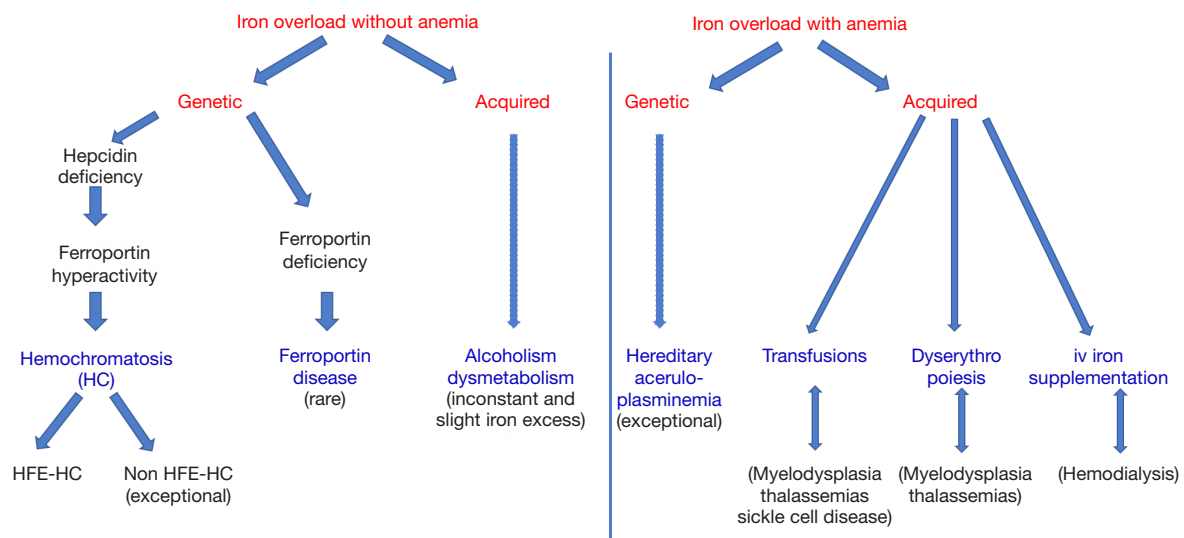 Iron overload without anemia
Genetic
Acquired
Hepcidin
deficiency
Ferroportin
hyperactivity
Ferroportin
deficiency
Hemochromatosis
(HC)
Ferroportin
disease
(rare)
Alcoholism
dysmetabolism
(inconstant and
slight iron excess)
HFE-HC
Non HFE-HC
(exceptional)
Iron overload with anemia
Genetic
Acquired
Hereditary
acerulo-
plasminemia
(exceptional)
Transfusions
Dyserythro
poiesis
iv iron
supplementation
(Myelodysplasia
thalassemias
sickle cell disease)
(Myelodysplasia
thalassemias)
(Hemodialysis)